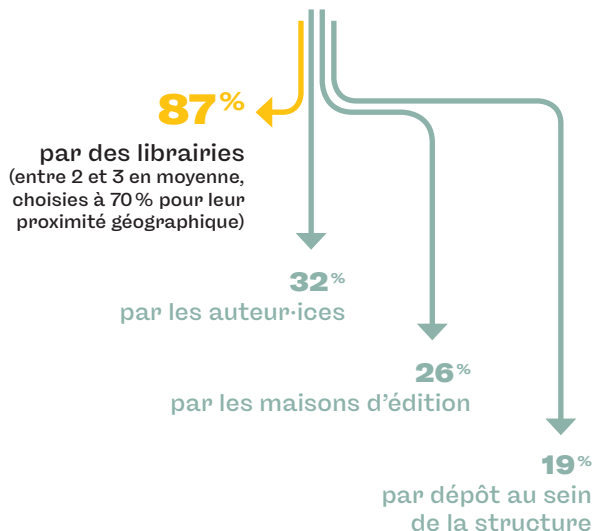 87 %
par des librairies
(entre 2 et 3 en moyenne,
choisies à 70 % pour leur
proximité géographique)
32 %
par les auteur·ices
26 %
par les maisons d’édition
19 %
par dépôt au sein
de la structure